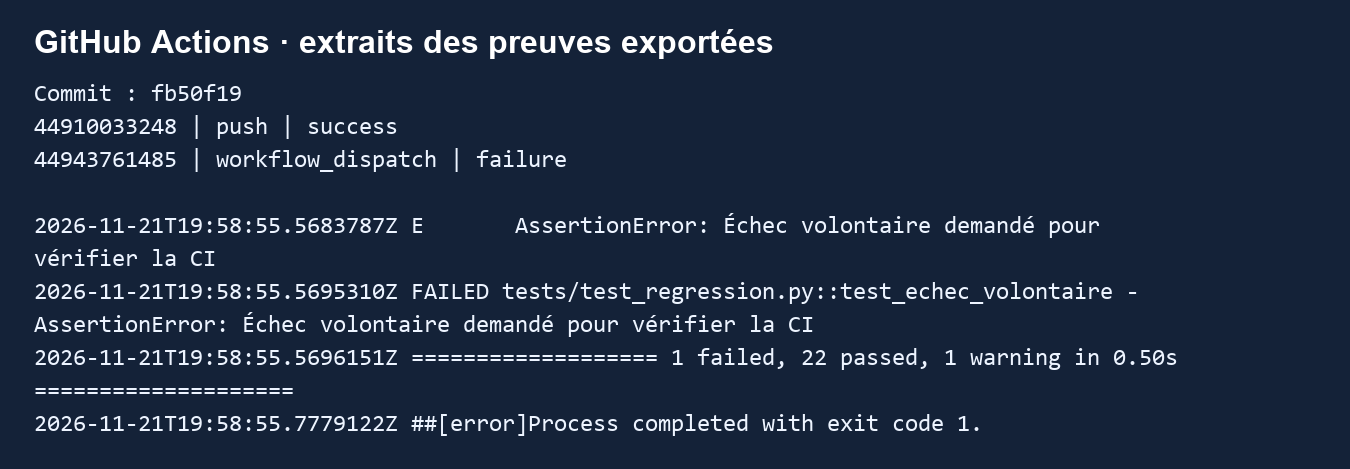 GitHub Actions · extraits des preuves exportées
Commit : fb50f19
44910033248 | push | success
44943761485 | workflow_dispatch | failure
2026-11-21T19:58:55.5683787Z E       AssertionError: Échec volontaire demandé pour
vérifier la CI
2026-11-21T19:58:55.5695310Z FAILED tests/test_regression.py::test_echec_volontaire -
AssertionError: Échec volontaire demandé pour vérifier la CI
2026-11-21T19:58:55.5696151Z =================== 1 failed, 22 passed, 1 warning in 0.50s
====================
2026-11-21T19:58:55.7779122Z ##[error]Process completed with exit code 1.